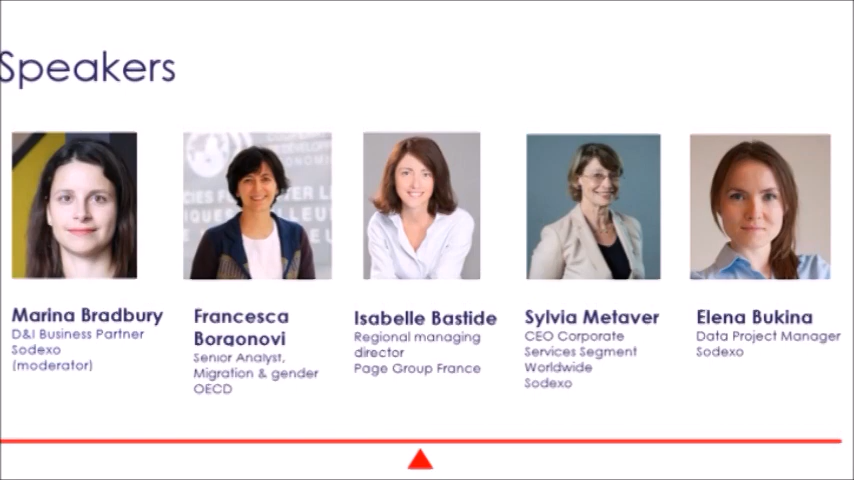 Speakers
Marina Bradbury
D&I Business Partner
Sodexo
(moderator)
Francesca
Borgonovi
Senior Analyst,
Migration & gender
OECD
Isabelle Bastide
Regional managing
director
Page Group France
Sylvia Metaver
CEO Corporate
Services Segment
Worldwide
Sodexo
Elena Bukina
Data Project Manager
Sodexo